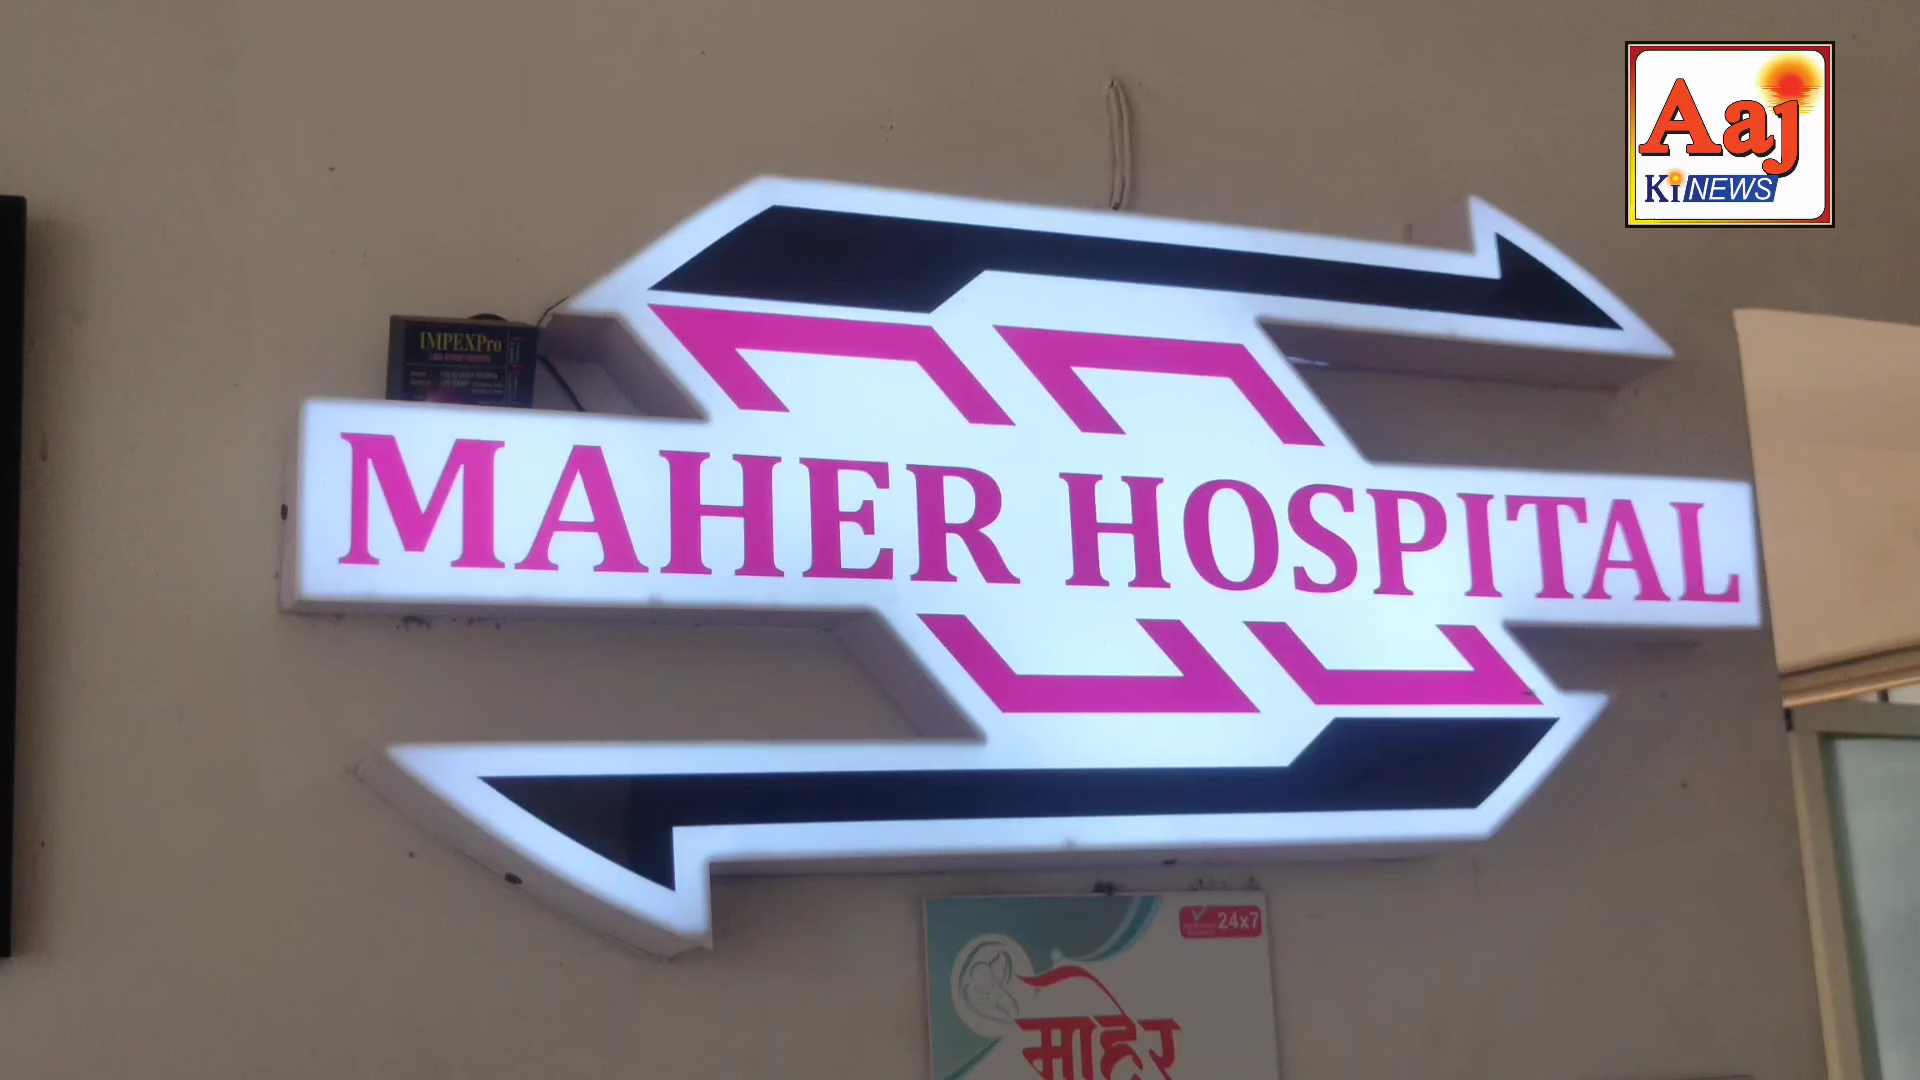 Aaj
Ki NEWS
IMPEXPro
MAHER HOSPITAL
24x7
माहेर